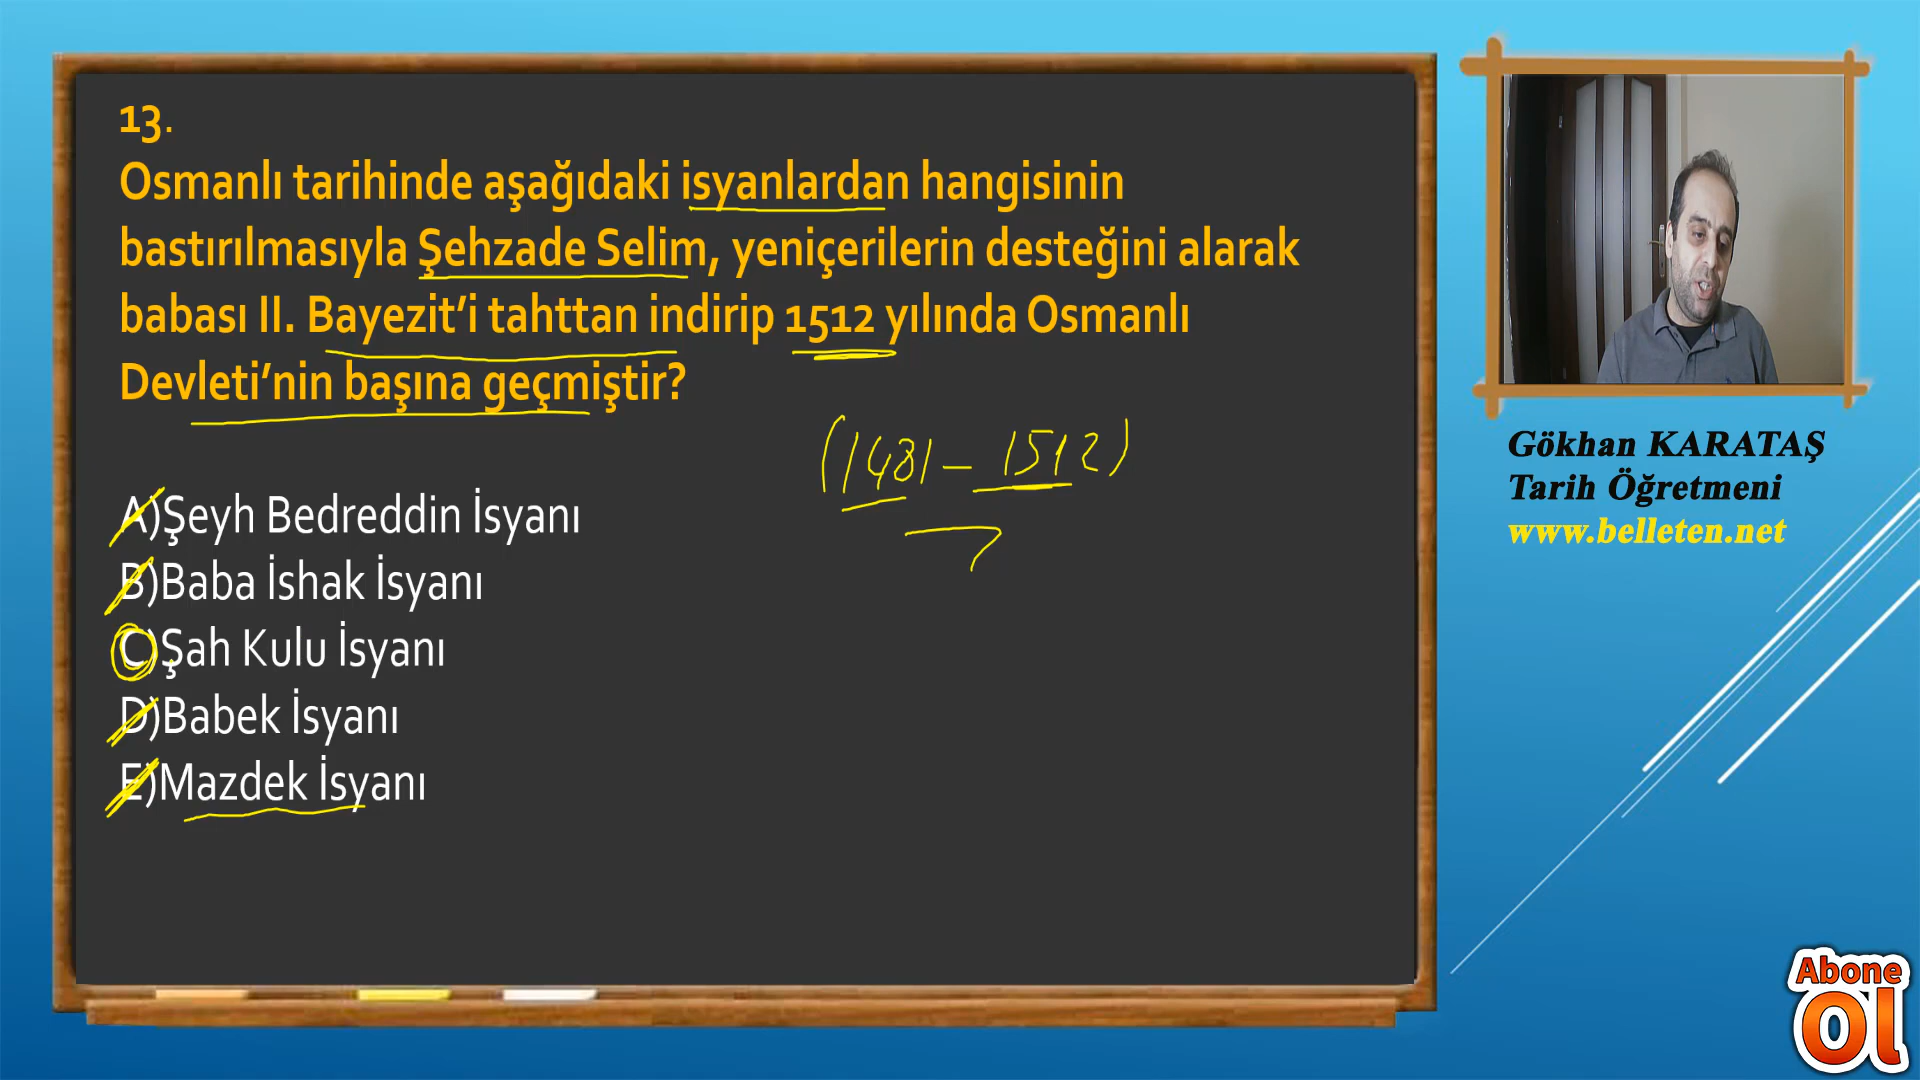 13.
Osmanlı tarihinde aşağıdaki isyanlardan hangisinin
bastırılmasıyla Şehzade Selim, yeniçerilerin desteğini alarak
babası II. Bayezit’i tahttan indirip 1512 yılında Osmanlı
Devleti’nin başına geçmiştir?
(1481 – 1512)
A)Şeyh Bedreddin İsyanı
B)Baba İshak İsyanı
C)Şah Kulu İsyanı
D)Babek İsyanı
E)Mazdek İsyanı
Gökhan KARATAŞ
Tarih Öğretmeni
www.belleten.net
Abone
Ol